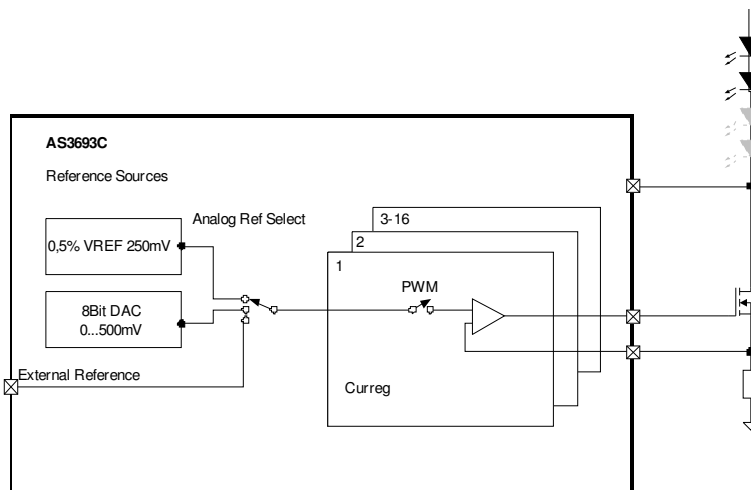 AS3693C
Reference Sources
Analog Ref Select
0,5% VREF 250mV
8Bit DAC
0...500mV
External Reference
3-16
2
1
PWM
Curreg